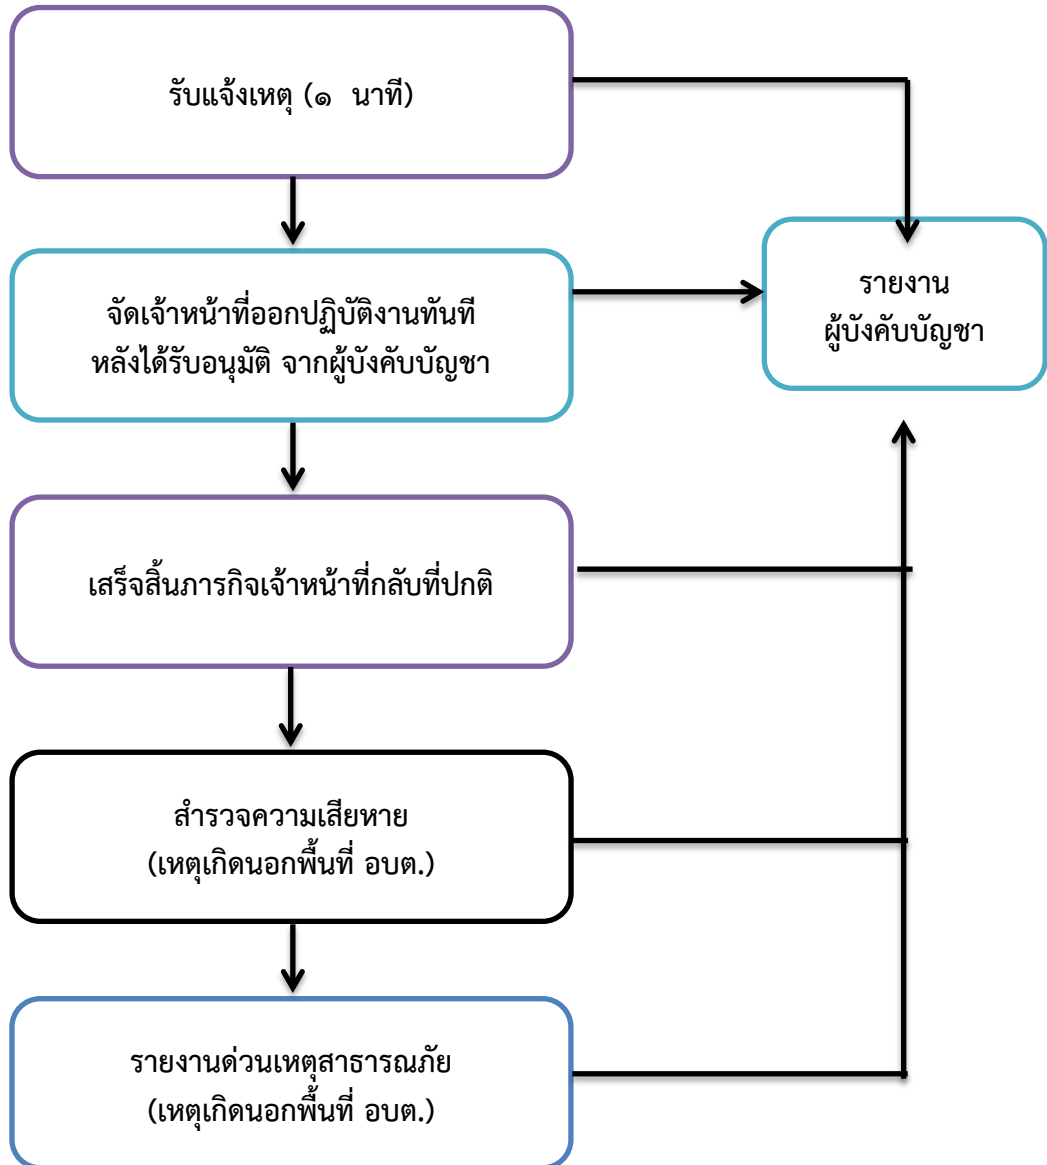 รับแจ้งเหตุ (๑ นาที)
จัดเจ้าหน้าที่ออกปฏิบัติงานทันที
หลังได้รับอนุมัติ จากผู้บังคับบัญชา
รายงาน
ผู้บังคับบัญชา
เสร็จสิ้นภารกิจเจ้าหน้าที่กลับที่ปกติ
สำรวจความเสียหาย
(เหตุเกิดนอกพื้นที่ อบต.)
รายงานด่วนเหตุสาธารณภัย
(เหตุเกิดนอกพื้นที่ อบต.)